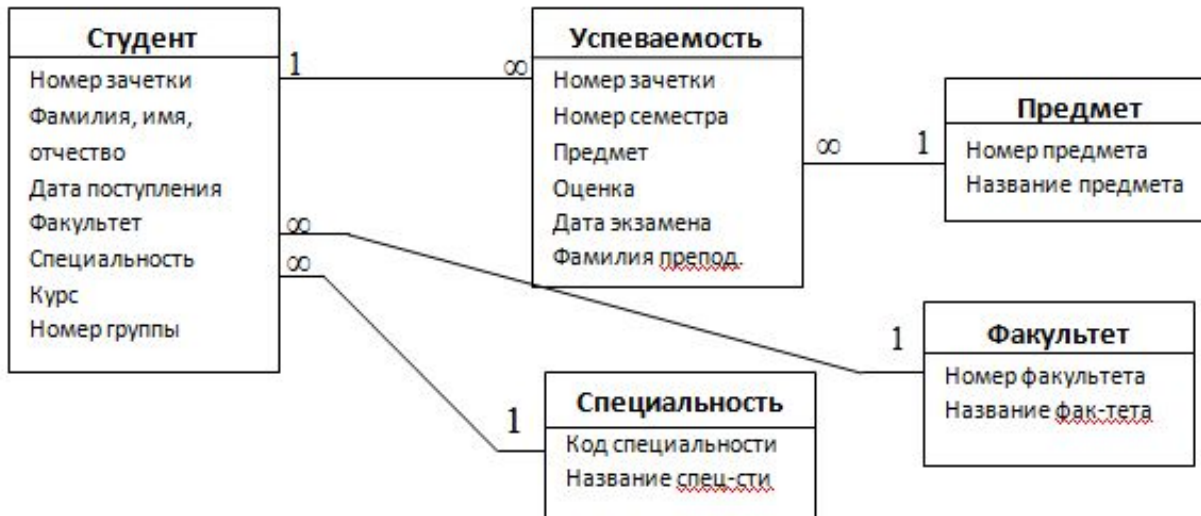 Студент
Номер зачетки
Фамилия, имя,
отчество
Дата поступления
Факультет
Специальность
Курс
Номер группы
1
∞
∞
∞
Успеваемость
Номер зачетки
Номер семестра
Предмет
Оценка
Дата экзамена
Фамилия препод.
∞
1
Предмет
Номер предмета
Название предмета
1
Факультет
Номер факультета
Название фак-тета
1
Специальность
Код специальности
Название спец-сти